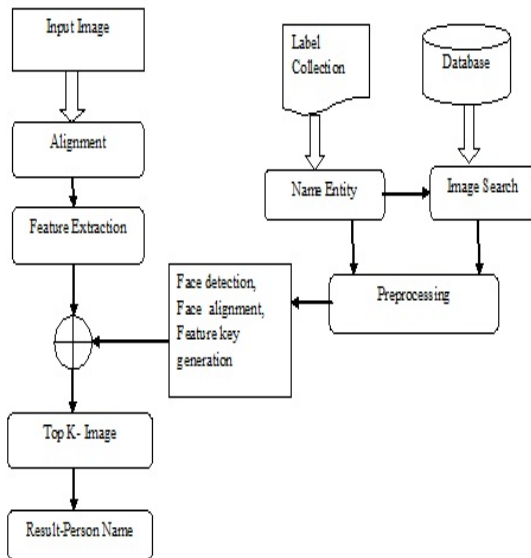 Input Image
Alignment
Feature Extraction
Top K- Image
Result-Person Name
Label
Collection
Database
Name Entity
Image Search
Preprocessing
Face detection,
Face alignment,
Feature key
generation